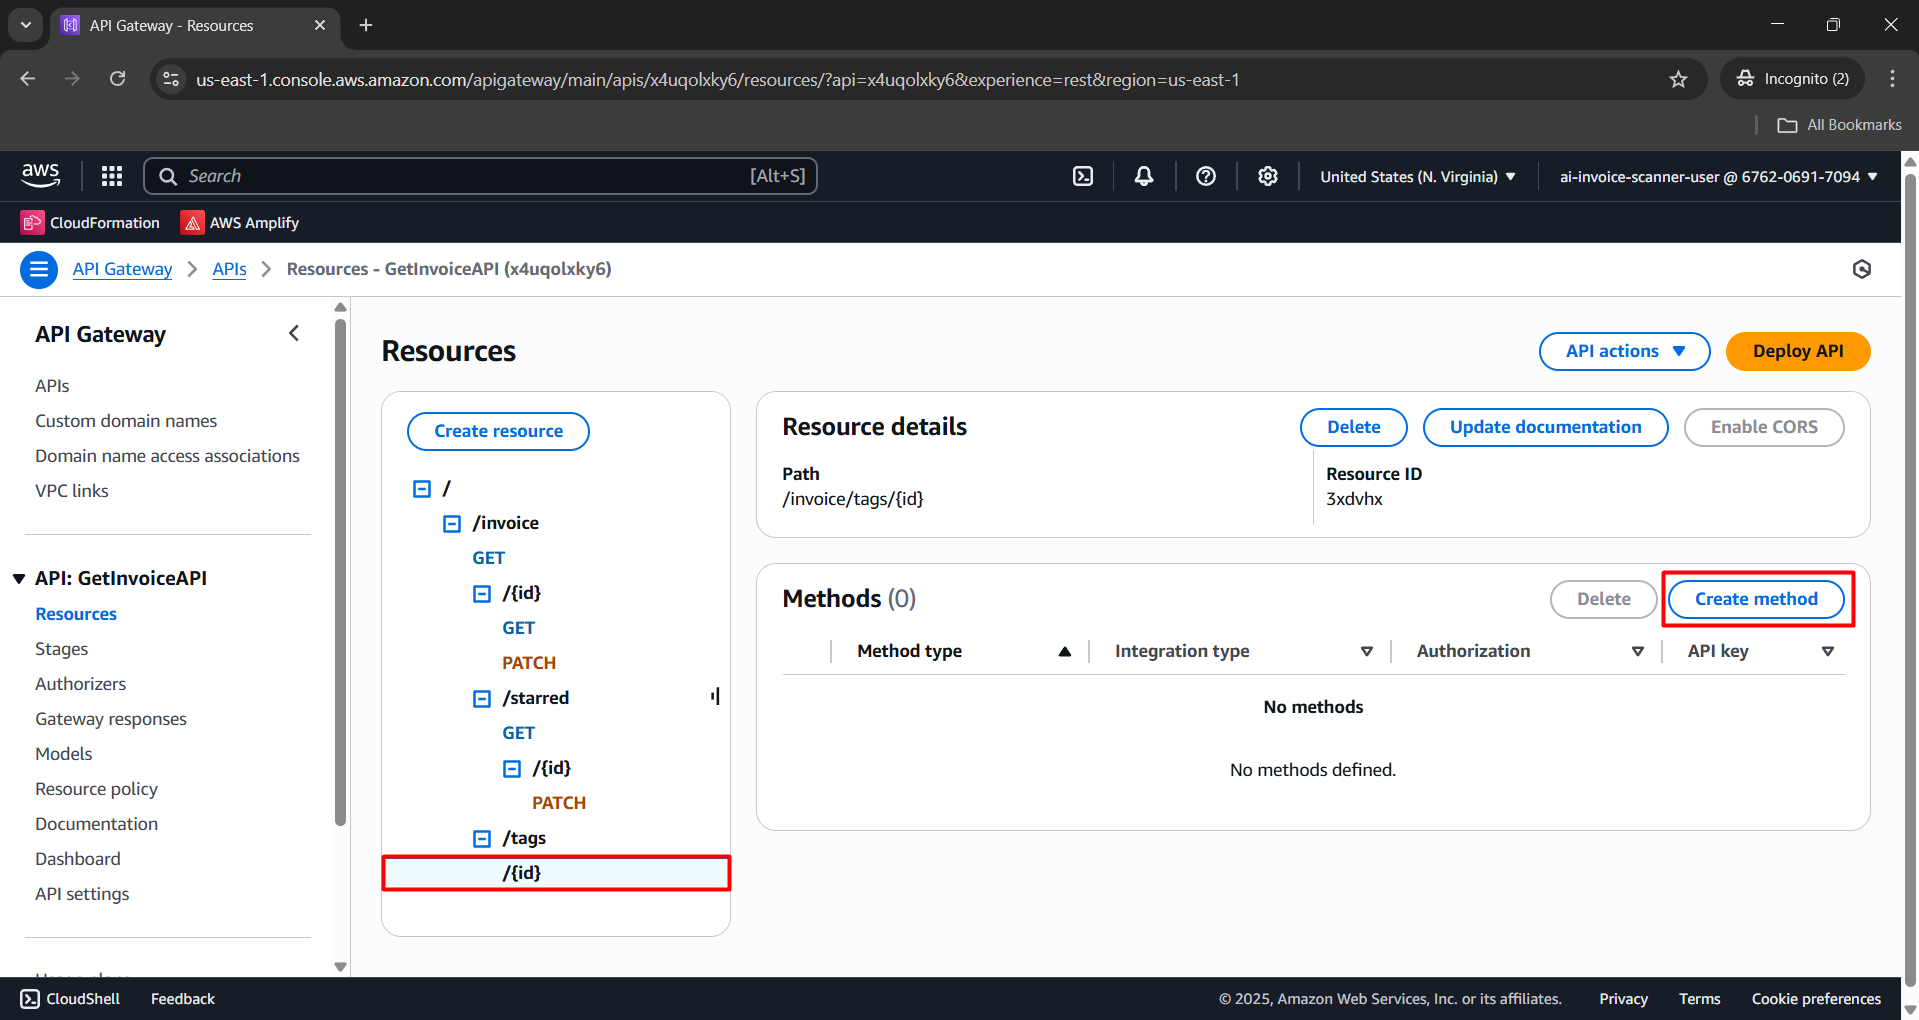 API Gateway - Resources
us-east-1.console.aws.amazon.com/apigateway/main/apis/x4uqolxky6/resources/?api=x4uqolxky6&experience=rest&region=us-east-1
Incognito (2)
All Bookmarks
aws
Search
[Alt+S]
United States (N. Virginia)
ai-invoice-scanner-user @ 6762-0691-7094
CloudFormation
AWS Amplify
API Gateway
APIs
Resources - GetInvoiceAPI (x4uqolxky6)
API Gateway
APIs
Custom domain names
Domain name access associations
VPC links
API: GetInvoiceAPI
Resources
Stages
Authorizers
Gateway responses
Models
Resource policy
Documentation
Dashboard
API settings
Resources
API actions
Deploy API
Create resource
/
/invoice
GET
/{id}
GET
PATCH
/starred
GET
/{id}
PATCH
/tags
/{id}
Resource details
Delete
Update documentation
Enable CORS
Path
/invoice/tags/{id}
Resource ID
3xdvhx
Methods (0)
Delete
Create method
Method type
Integration type
Authorization
API key
No methods
No methods defined.
CloudShell
Feedback
© 2025, Amazon Web Services, Inc. or its affiliates.
Privacy
Terms
Cookie preferences